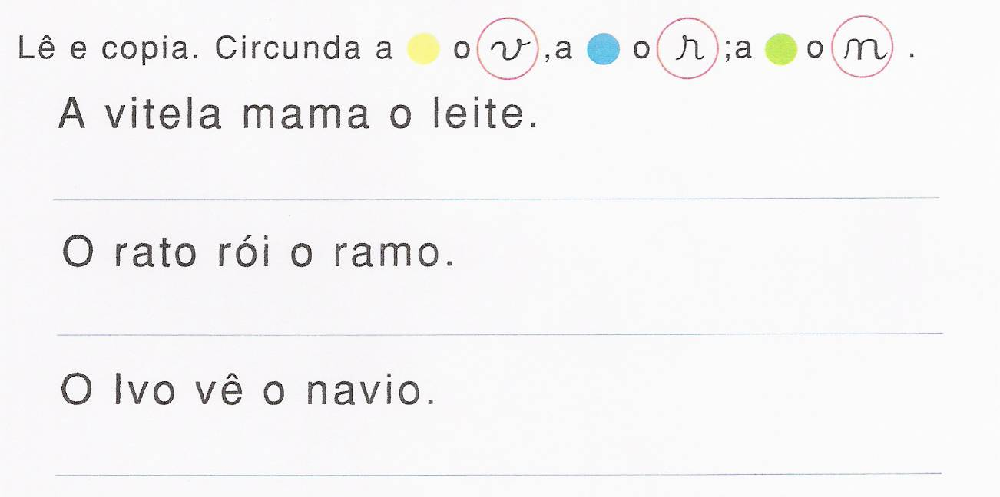 Lê e copia. Circunda a o v, a o r; a o m.
A vitela mama o leite.
O rato rói o ramo.
O Ivo vê o navio.